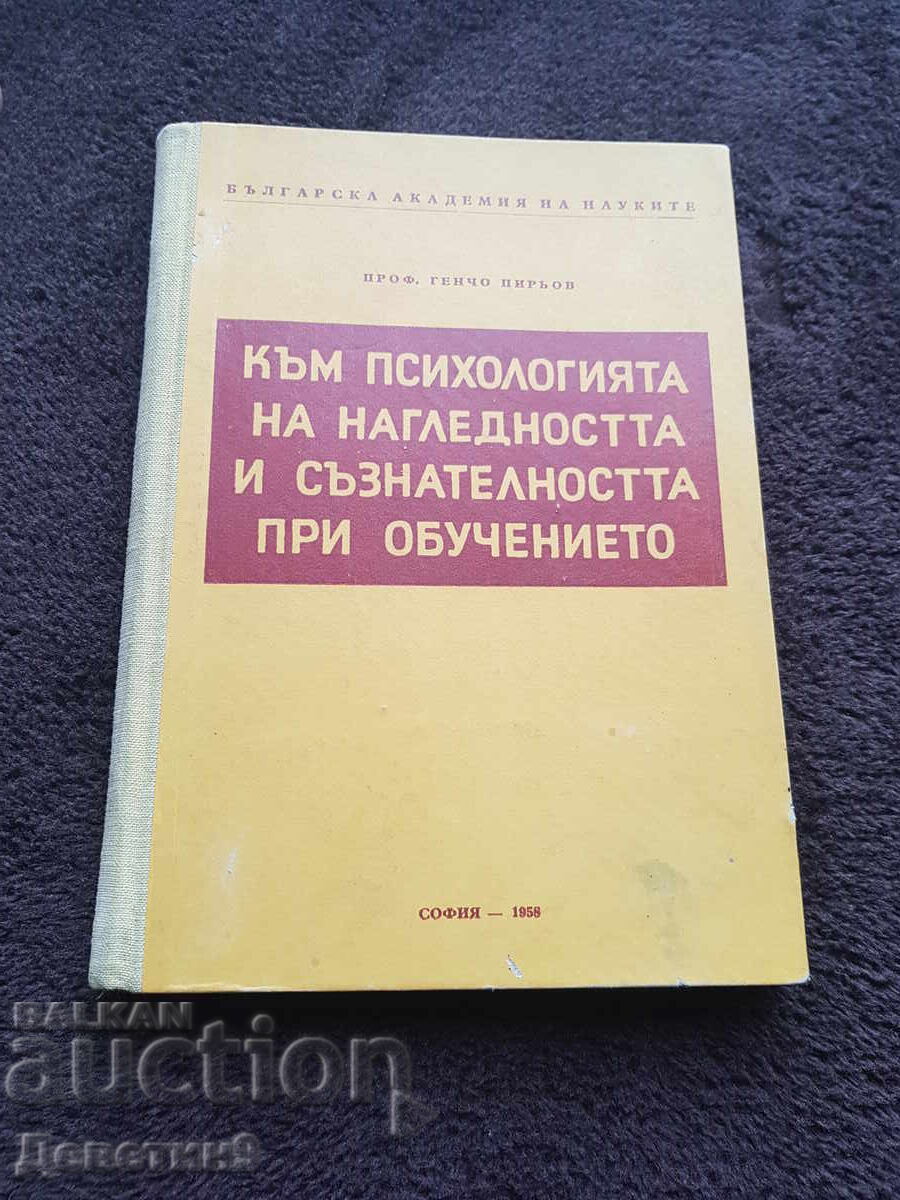 БЪЛГАРСКА АКАДЕМИЯ НА НАУКИТЕ
ПРОФ. ГЕНЧО ПИРЬОВ
КЪМ ПСИХОЛОГИЯТА
НА НАГЛЕДНОСТТА
И СЪЗНАТЕЛНОСТТА
ПРИ ОБУЧЕНИЕТО
СОФИЯ — 1958
BALKAN
auction
Деветин9